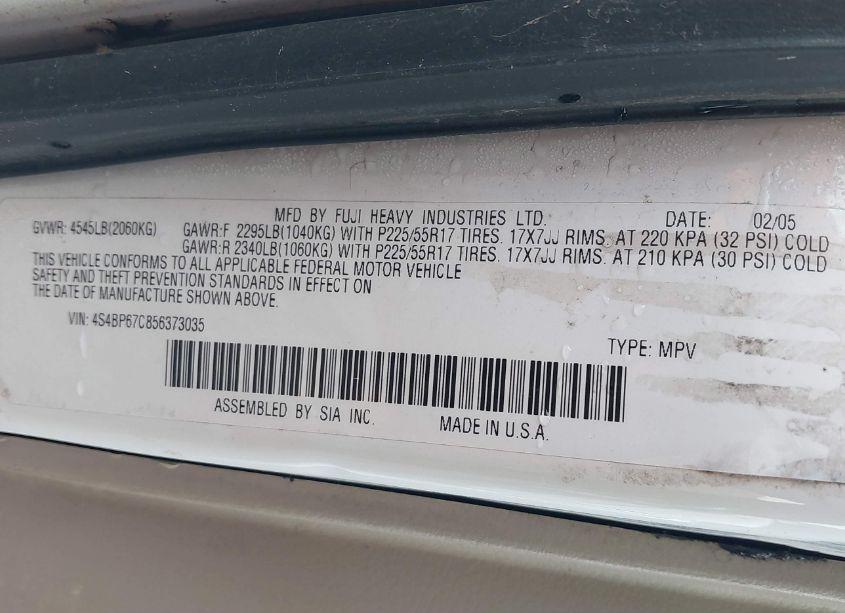 MFD BY FUJI HEAVY INDUSTRIES LTD. DATE: 02/05
GVWR: 4545LB(2060KG) GAWR:F 2295LB(1040KG) WITH P225/55R17 TIRES. 17X7JJ RIMS. AT 220 KPA (32 PSI) COLD
GAWR:R 2340LB(1060KG) WITH P225/55R17 TIRES. 17X7JJ RIMS. AT 210 KPA (30 PSI) COLD
THIS VEHICLE CONFORMS TO ALL APPLICABLE FEDERAL MOTOR VEHICLE
SAFETY AND THEFT PREVENTION STANDARDS IN EFFECT ON
THE DATE OF MANUFACTURE SHOWN ABOVE.
VIN: 4S4BP67C856373035 TYPE: MPV
ASSEMBLED BY SIA INC. MADE IN U.S.A.